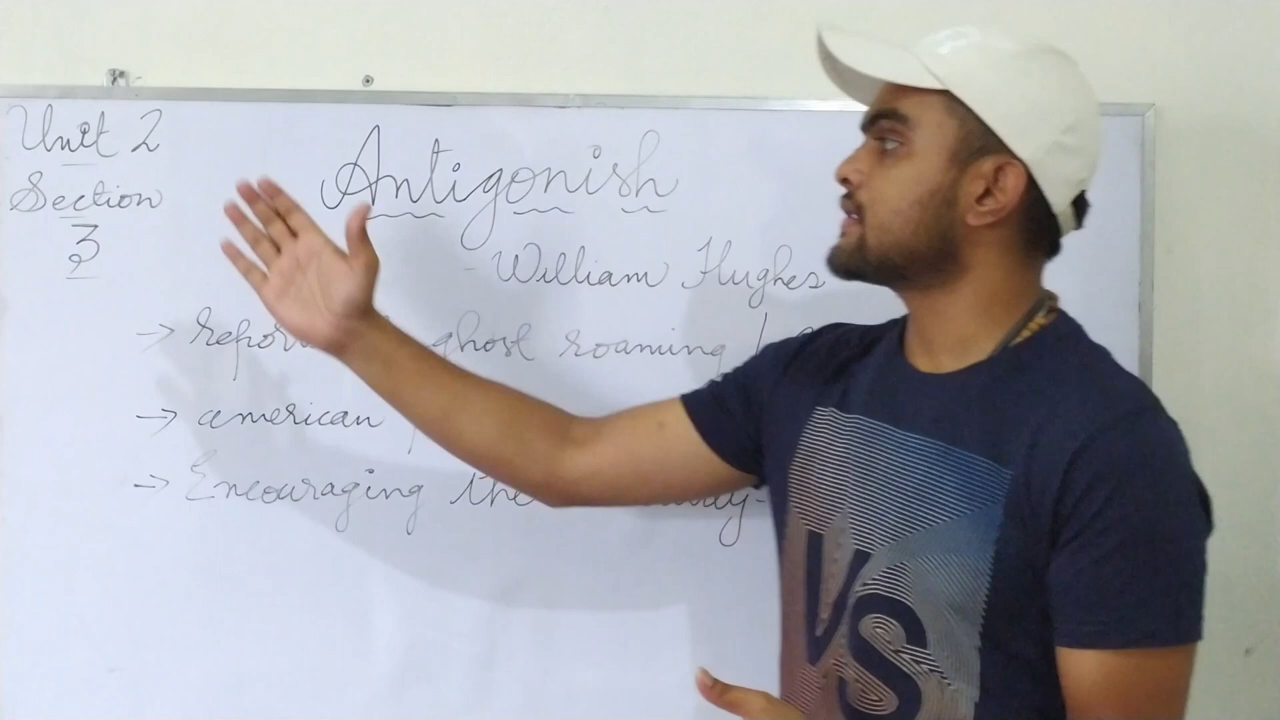 Unit 2
Section
3
Antigonish
- William Hughes
→ ghost roaming
→ american
→ Encouraging the
VS